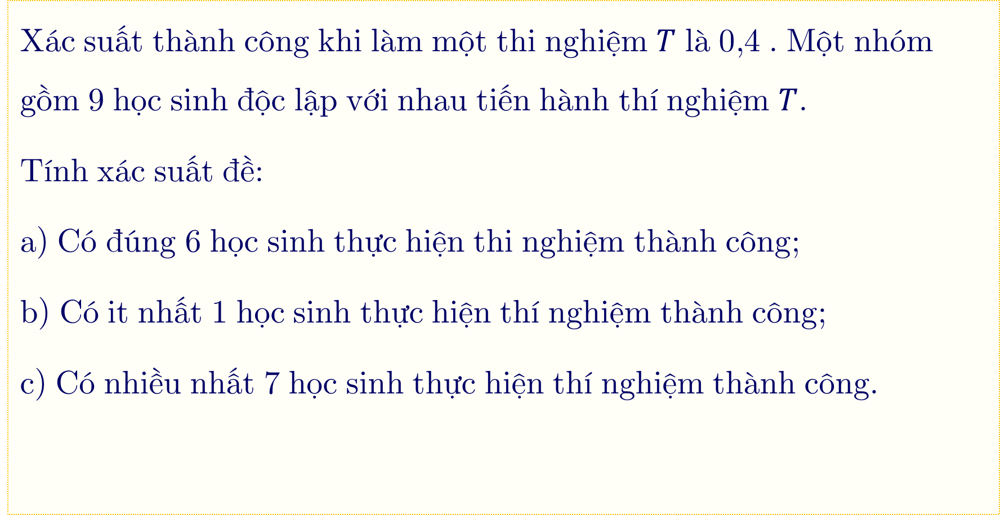 Xác suất thành công khi làm một thi nghiệm T là 0,4 . Một nhóm
gồm 9 học sinh độc lập với nhau tiến hành thí nghiệm T.
Tính xác suất đề:
a) Có đúng 6 học sinh thực hiện thi nghiệm thành công;
b) Có it nhất 1 học sinh thực hiện thí nghiệm thành công;
c) Có nhiều nhất 7 học sinh thực hiện thí nghiệm thành công.